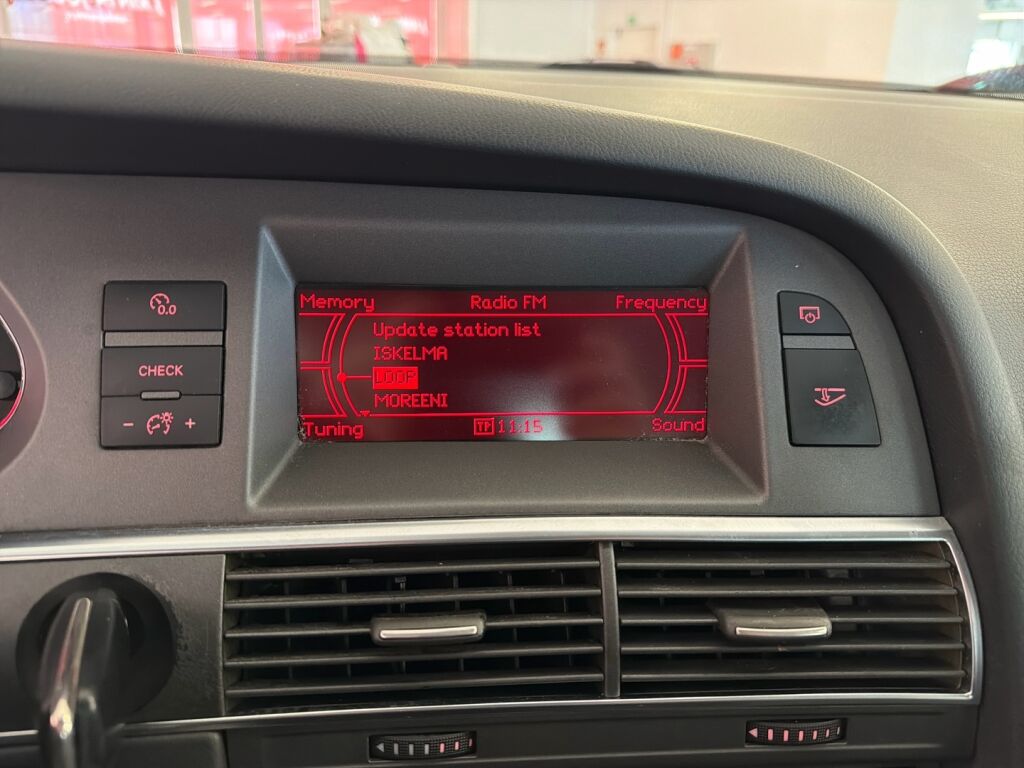 Memory Radio FM Frequency
Update station list
ISKELMA
LOOP
MOREENI
Tuning TP 11:15 Sound
0.0
CHECK
- +